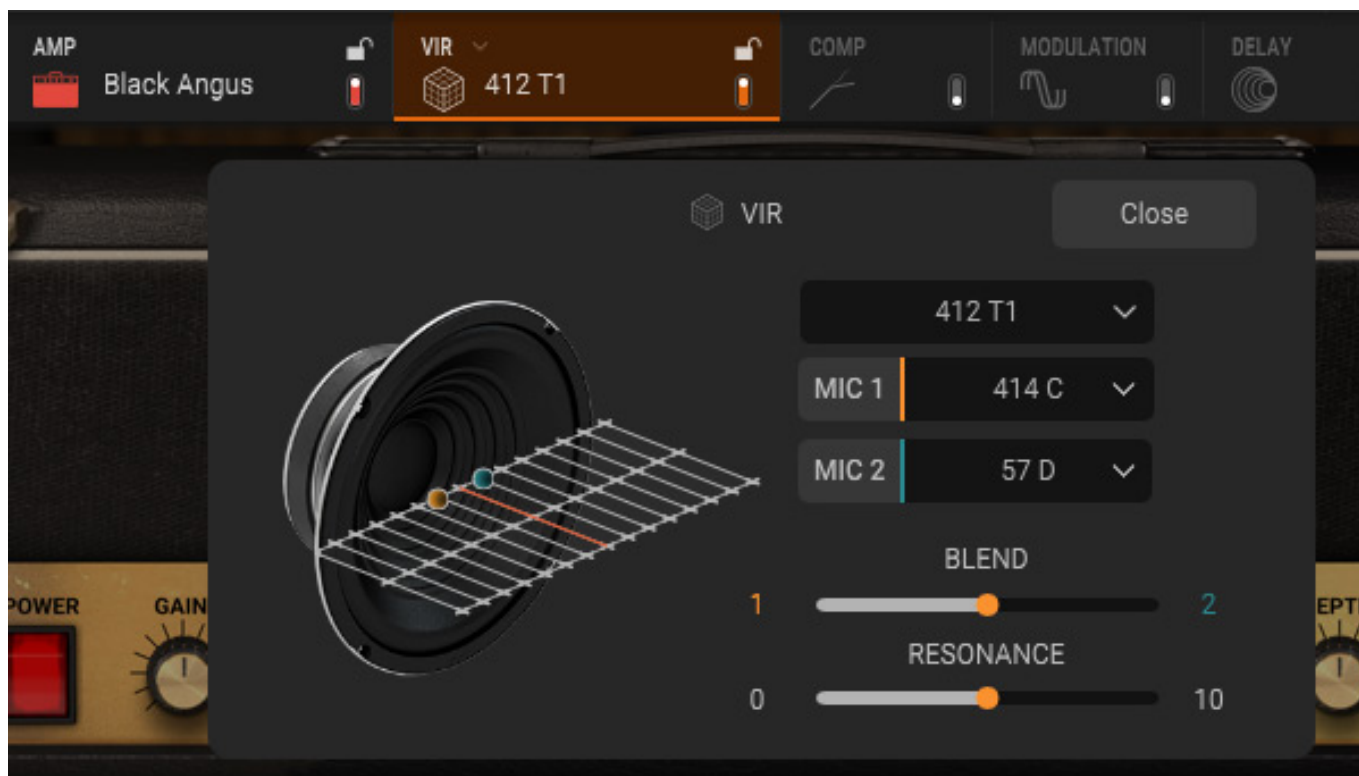 AMP
VIR
COMP
MODULATION
DELAY
Black Angus
412 T1
VIR
Close
412 T1
MIC 1
414 C
MIC 2
57 D
BLEND
1
2
RESONANCE
0
10
POWER
GAIN
EPT